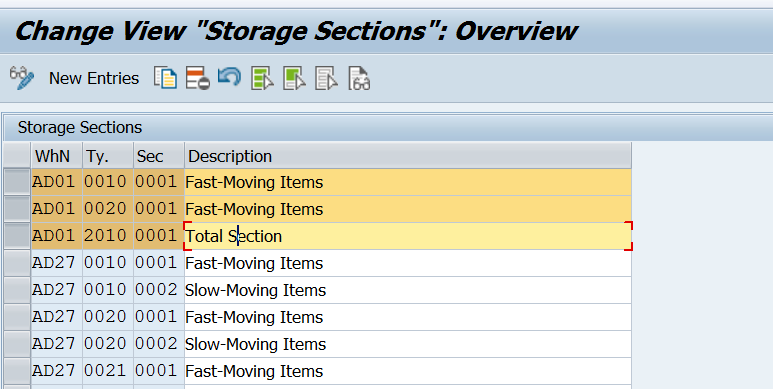 Change View "Storage Sections": Overview
New Entries
Storage Sections
WhN Ty. Sec Description
AD01 0010 0001 Fast-Moving Items
AD01 0020 0001 Fast-Moving Items
AD01 2010 0001 Total Section
AD27 0010 0001 Fast-Moving Items
AD27 0010 0002 Slow-Moving Items
AD27 0020 0001 Fast-Moving Items
AD27 0020 0002 Slow-Moving Items
AD27 0021 0001 Fast-Moving Items